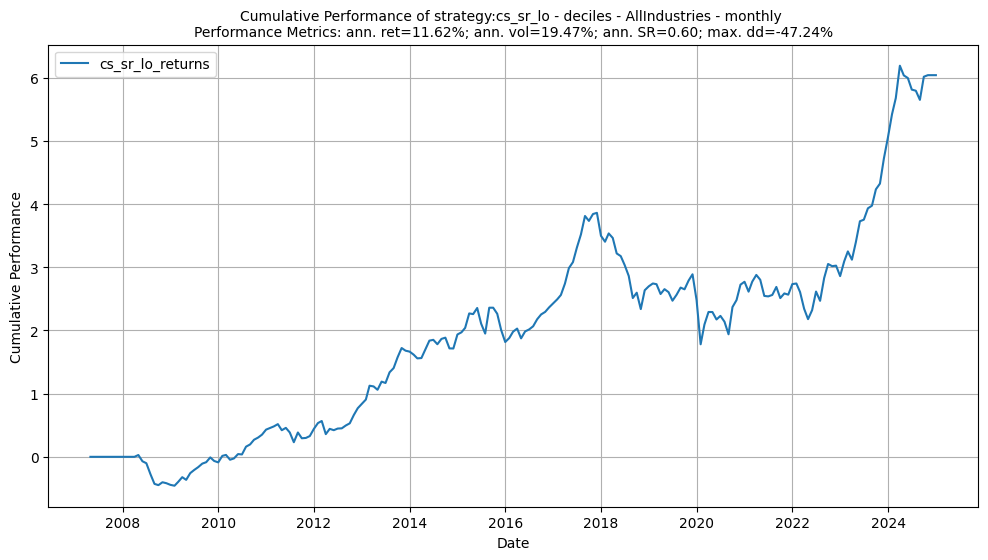 Cumulative Performance of strategy:cs_sr_lo - deciles - AllIndustries - monthly
Performance Metrics: ann. ret=11.62%; ann. vol=19.47%; ann. SR=0.60; max. dd=-47.24%
cs_sr_lo_returns
Cumulative Performance
6
5
4
3
2
1
0
2008 2010 2012 2014 2016 2018 2020 2022 2024
Date